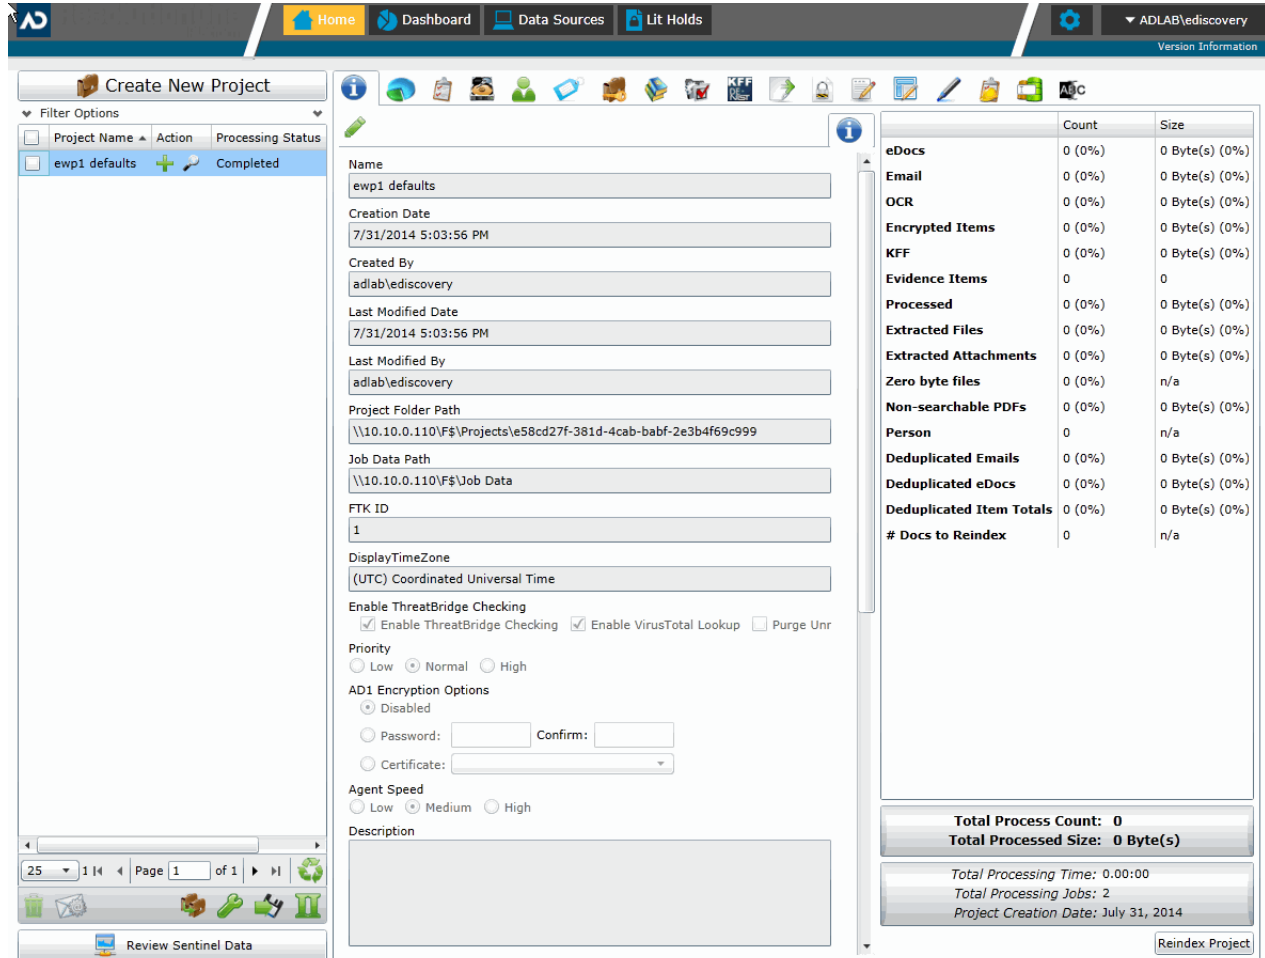 Home
Dashboard
Data Sources
Lit Holds
ADLAB\ediscovery
Version Information
Create New Project
Filter Options
Project Name Action Processing Status
ewp1 defaults Completed
25 1 Page 1 of 1
Review Sentinel Data
KFF
ABC
Name
ewp1 defaults
Creation Date
7/31/2014 5:03:56 PM
Created By
adlab\ediscovery
Last Modified Date
7/31/2014 5:03:56 PM
Last Modified By
adlab\ediscovery
Project Folder Path
\\10.10.0.110\F$\Projects\e58cd27f-381d-4cab-babf-2e3b4f69c999
Job Data Path
\\10.10.0.110\F$\Job Data
FTK ID
1
DisplayTimeZone
(UTC) Coordinated Universal Time
Enable ThreatBridge Checking
Enable ThreatBridge Checking Enable VirusTotal Lookup Purge Unr
Priority
Low Normal High
AD1 Encryption Options
Disabled
Password: Confirm:
Certificate:
Agent Speed
Low Medium High
Description
Count Size
eDocs 0 (0%) 0 Byte(s) (0%)
Email 0 (0%) 0 Byte(s) (0%)
OCR 0 (0%) 0 Byte(s) (0%)
Encrypted Items 0 (0%) 0 Byte(s) (0%)
KFF 0 (0%) 0 Byte(s) (0%)
Evidence Items 0 0
Processed 0 (0%) 0 Byte(s) (0%)
Extracted Files 0 (0%) 0 Byte(s) (0%)
Extracted Attachments 0 (0%) 0 Byte(s) (0%)
Zero byte files 0 (0%) n/a
Non-searchable PDFs 0 (0%) 0 Byte(s) (0%)
Person 0 n/a
Deduplicated Emails 0 (0%) 0 Byte(s) (0%)
Deduplicated eDocs 0 (0%) 0 Byte(s) (0%)
Deduplicated Item Totals 0 (0%) 0 Byte(s) (0%)
# Docs to Reindex 0 n/a
Total Process Count: 0
Total Processed Size: 0 Byte(s)
Total Processing Time: 0.00:00
Total Processing Jobs: 2
Project Creation Date: July 31, 2014
Reindex Project